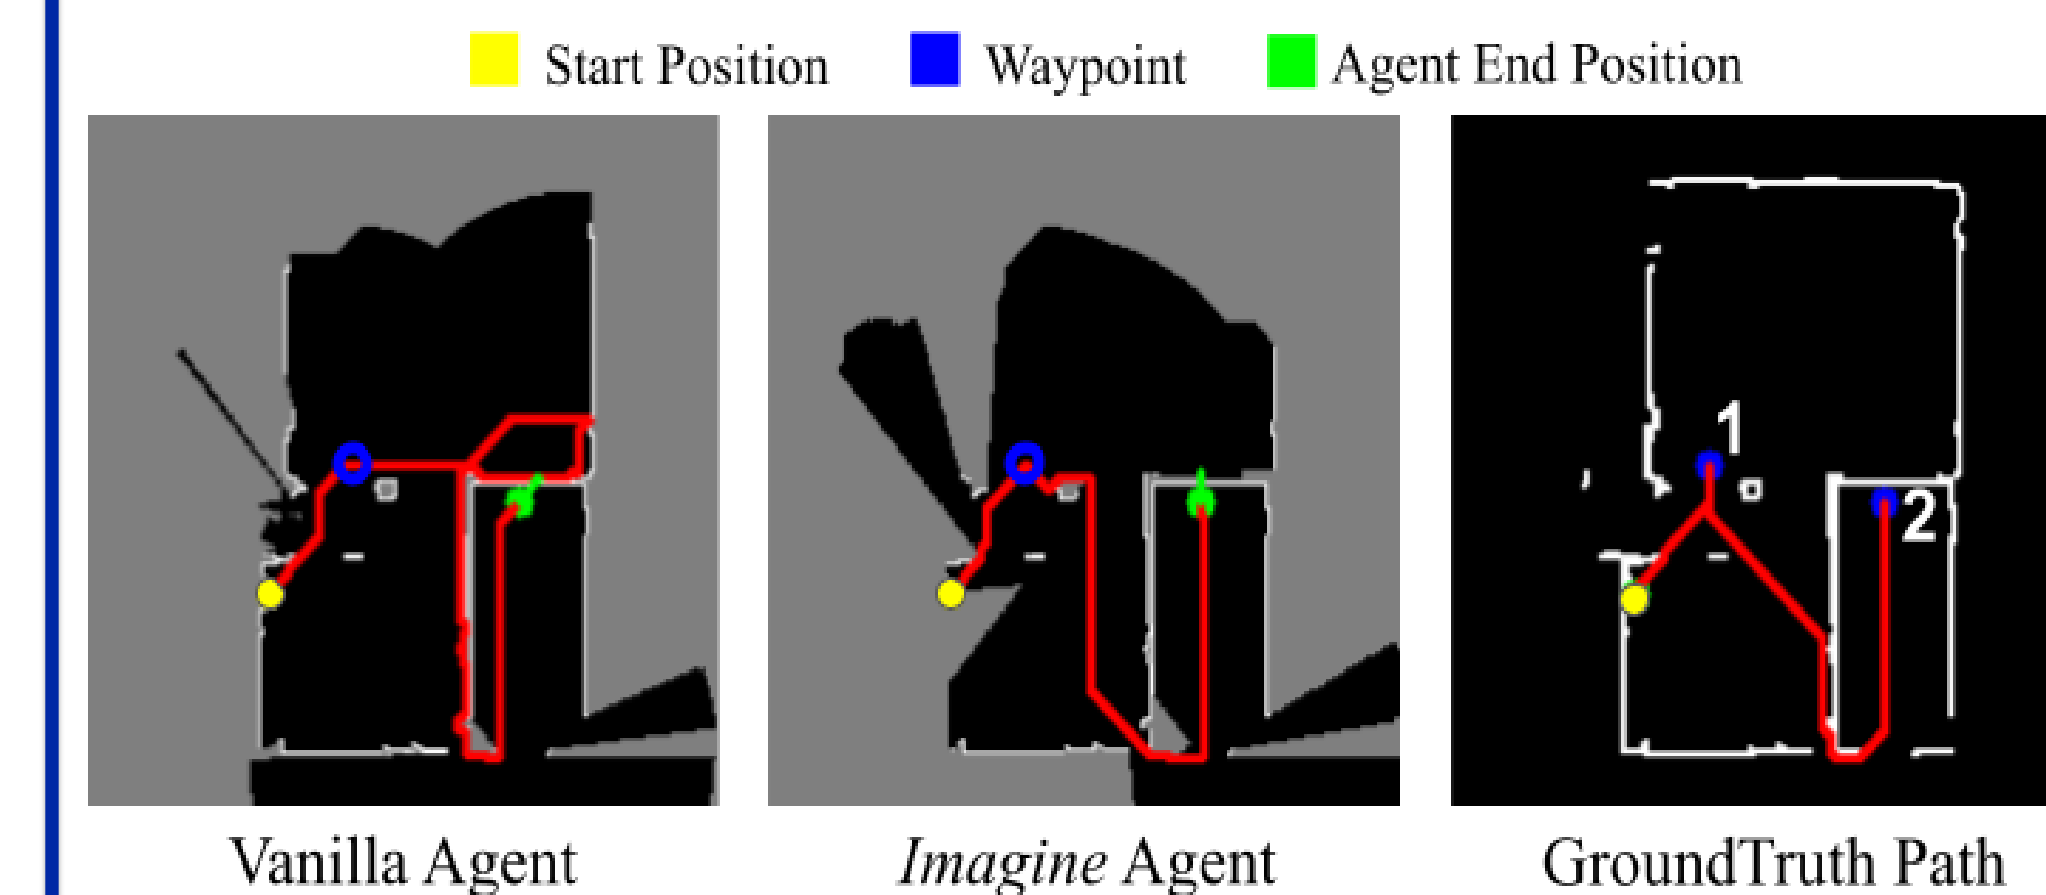 Start Position
Waypoint
Agent End Position
1
2
Vanilla Agent
Imagine Agent
GroundTruth Path